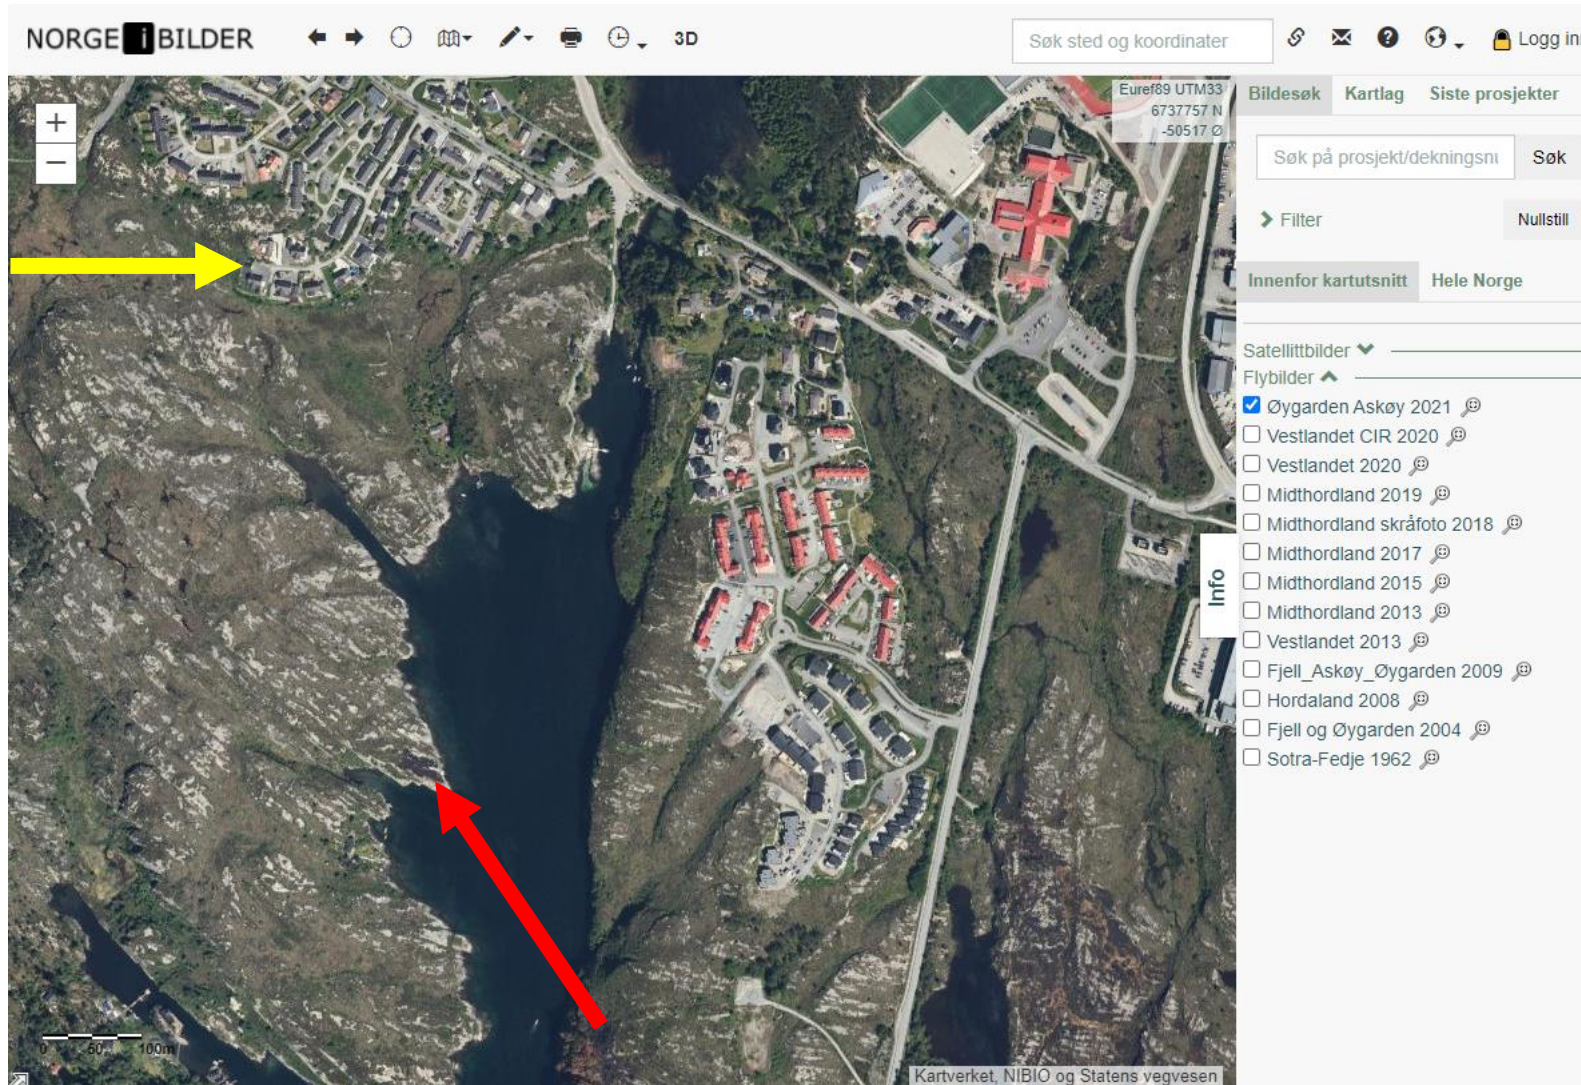 NORGE i BILDER
3D
Søk sted og koordinater
Logg in
Euref89 UTM33
6737757 N
-50517 Ø
Bildesøk Kartlag Siste prosjekter
Søk på prosjekt/dekningsnu
Søk
Filter
Nullstill
Innenfor kartutsnitt Hele Norge
Satellittbilder
Flybilder
Øygarden Askøy 2021
Vestlandet CIR 2020
Vestlandet 2020
Midthordland 2019
Midthordland skråfoto 2018
Midthordland 2017
Midthordland 2015
Midthordland 2013
Vestlandet 2013
Fjell_Askøy_Øygarden 2009
Hordaland 2008
Fjell og Øygarden 2004
Sotra-Fedje 1962
Info
0 50 100m
Kartverket, NIBIO og Statens vegvesen